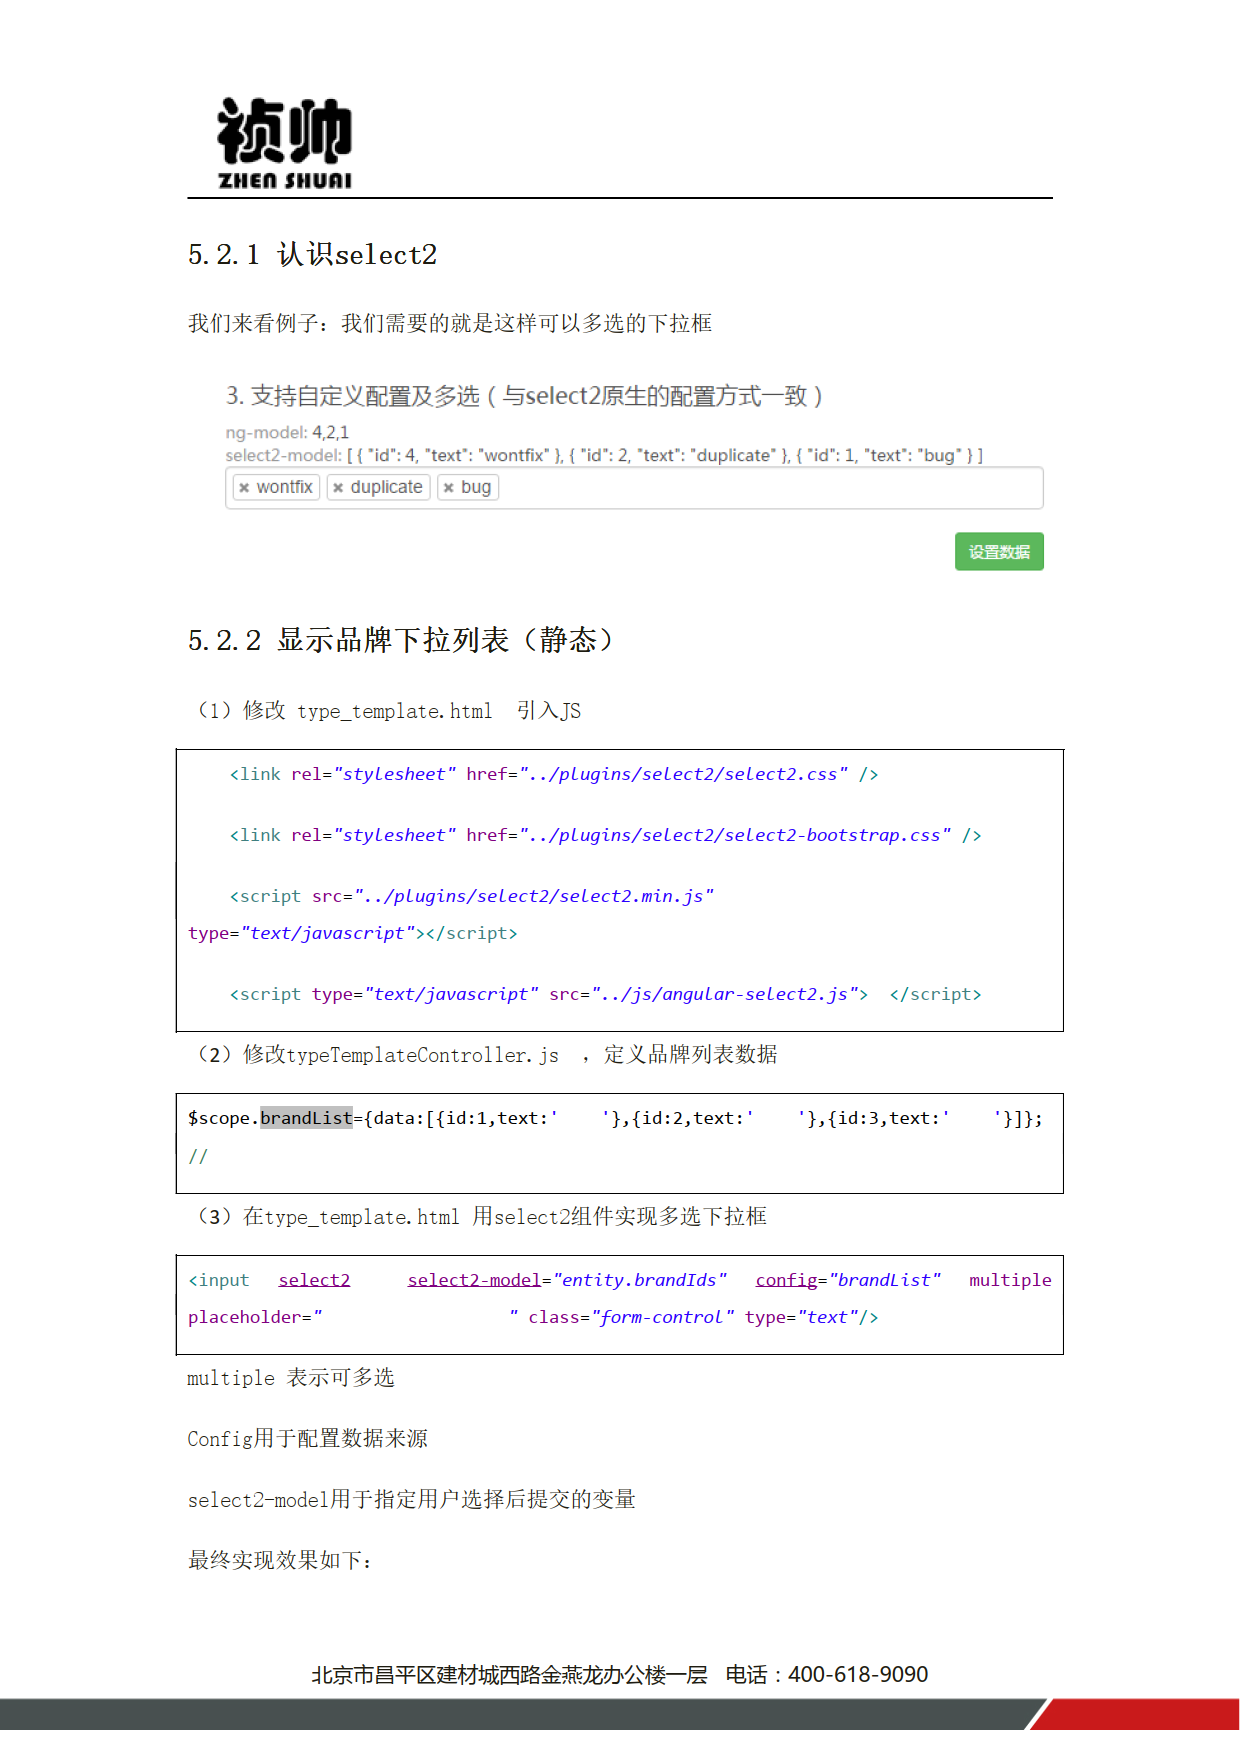 祯帅
ZHEN SHUAI
5.2.1 认识select2
我们来看例子：我们需要的就是这样可以多选的下拉框
3. 支持自定义配置及多选（与select2原生的配置方式一致）
ng-model: 4,2,1
select2-model: [ { "id": 4, "text": "wontfix" }, { "id": 2, "text": "duplicate" }, { "id": 1, "text": "bug" } ]
× wontfix × duplicate × bug
设置数据
5.2.2 显示品牌下拉列表（静态）
（1）修改 type_template.html 引入JS
<link rel="stylesheet" href="../plugins/select2/select2.css" />
<link rel="stylesheet" href="../plugins/select2/select2-bootstrap.css" />
<script src="../plugins/select2/select2.min.js"
type="text/javascript"></script>
<script type="text/javascript" src="../js/angular-select2.js"> </script>
（2）修改typeTemplateController.js ，定义品牌列表数据
$scope.brandList={data:[{id:1,text:' '},{id:2,text:' '},{id:3,text:' '}]};
//
（3）在type_template.html 用select2组件实现多选下拉框
<input select2 select2-model="entity.brandIds" config="brandList" multiple
placeholder=" " class="form-control" type="text"/>
multiple 表示可多选
Config用于配置数据来源
select2-model用于指定用户选择后提交的变量
最终实现效果如下：
北京市昌平区建材城西路金燕龙办公楼一层 电话：400-618-9090